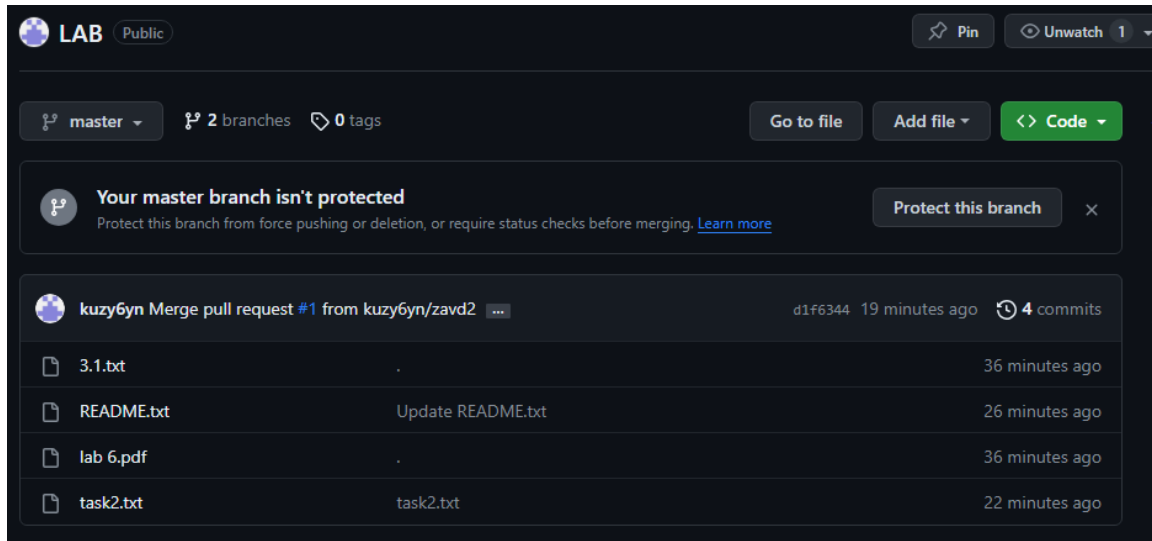 LAB Public Pin Unwatch 1
master 2 branches 0 tags Go to file Add file <> Code
Your master branch isn't protected
Protect this branch from force pushing or deletion, or require status checks before merging. Learn more
Protect this branch
kuzy6yn Merge pull request #1 from kuzy6yn/zavd2 ... d1f6344 19 minutes ago 4 commits
3.1.txt . 36 minutes ago
README.txt Update README.txt 26 minutes ago
lab 6.pdf . 36 minutes ago
task2.txt task2.txt 22 minutes ago